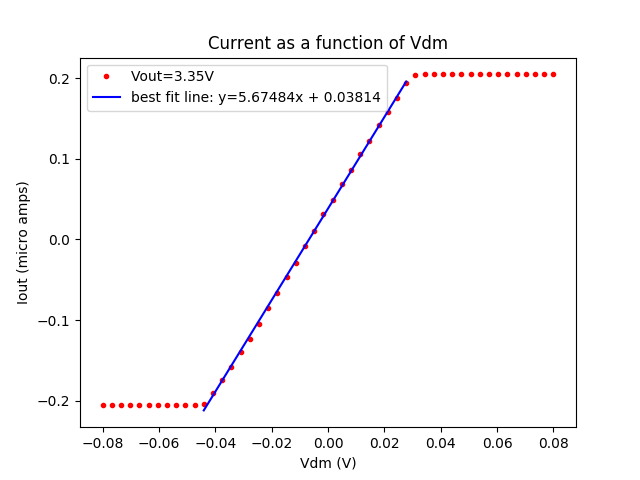 Current as a function of Vdm
Vout=3.35V
best fit line: y=5.67484x + 0.03814
0.2
0.1
0.0
−0.1
−0.2
Iout (micro amps)
−0.08 −0.06 −0.04 −0.02 0.00 0.02 0.04 0.06 0.08
Vdm (V)